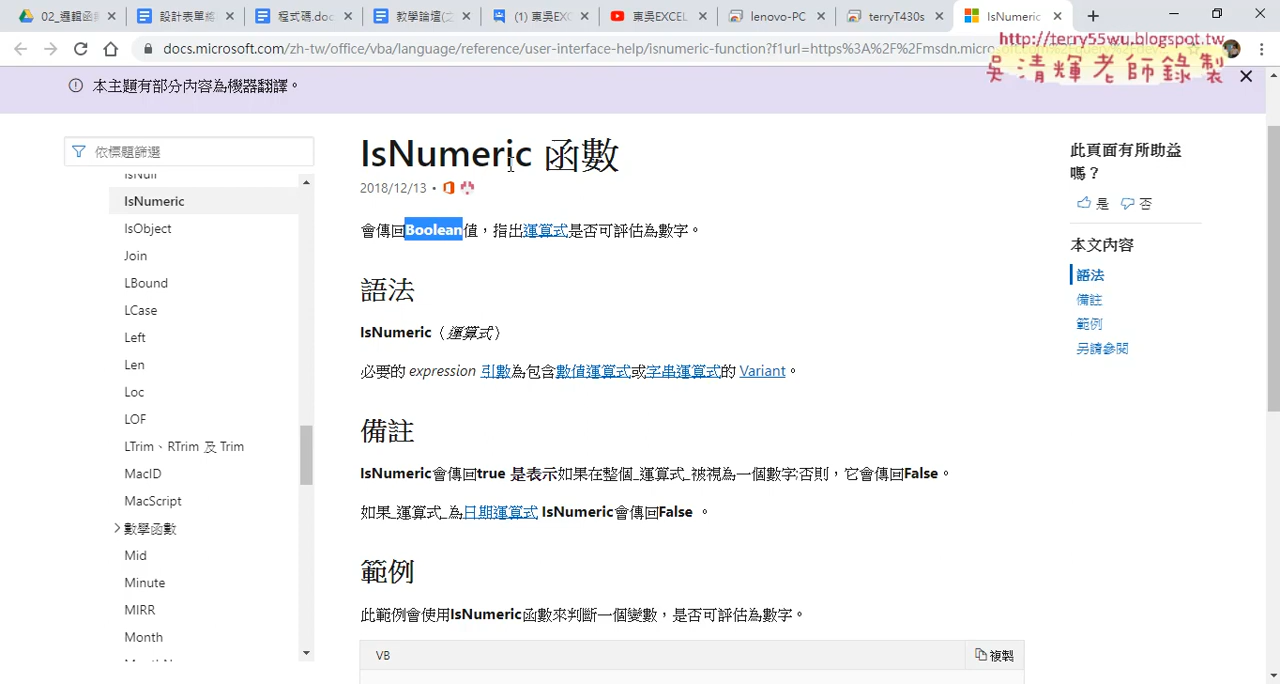 02_邏輯函
設計表單將
程式碼.doc
教學論壇(之
(1) 東吳EXC
東吳EXCEL
lenovo-PC
terryT430s
IsNumeric
docs.microsoft.com/zh-tw/office/vba/language/reference/user-interface-help/isnumeric-function?f1url=https%3A%2F%2Fmsdn.micro
http://terry55wu.blogspot.tw
吳清輝老師錄製
本主題有部分內容為機器翻譯。
依標題篩選
IsNull
IsNumeric
IsObject
Join
LBound
LCase
Left
Len
Loc
LOF
LTrim、RTrim 及 Trim
MacID
MacScript
數學函數
Mid
Minute
MIRR
Month
IsNumeric 函數
2018/12/13 •
會傳回Boolean值，指出運算式是否可評估為數字。
語法
IsNumeric（運算式）
必要的 expression 引數為包含數值運算式或字串運算式的 Variant。
備註
IsNumeric會傳回true 是表示如果在整個_運算式_被視為一個數字;否則，它會傳回False。
如果_運算式_為日期運算式 IsNumeric會傳回False 。
範例
此範例會使用IsNumeric函數來判斷一個變數，是否可評估為數字。
VB
複製
此頁面有所助益
嗎？
是 否
本文內容
語法
備註
範例
另請參閱